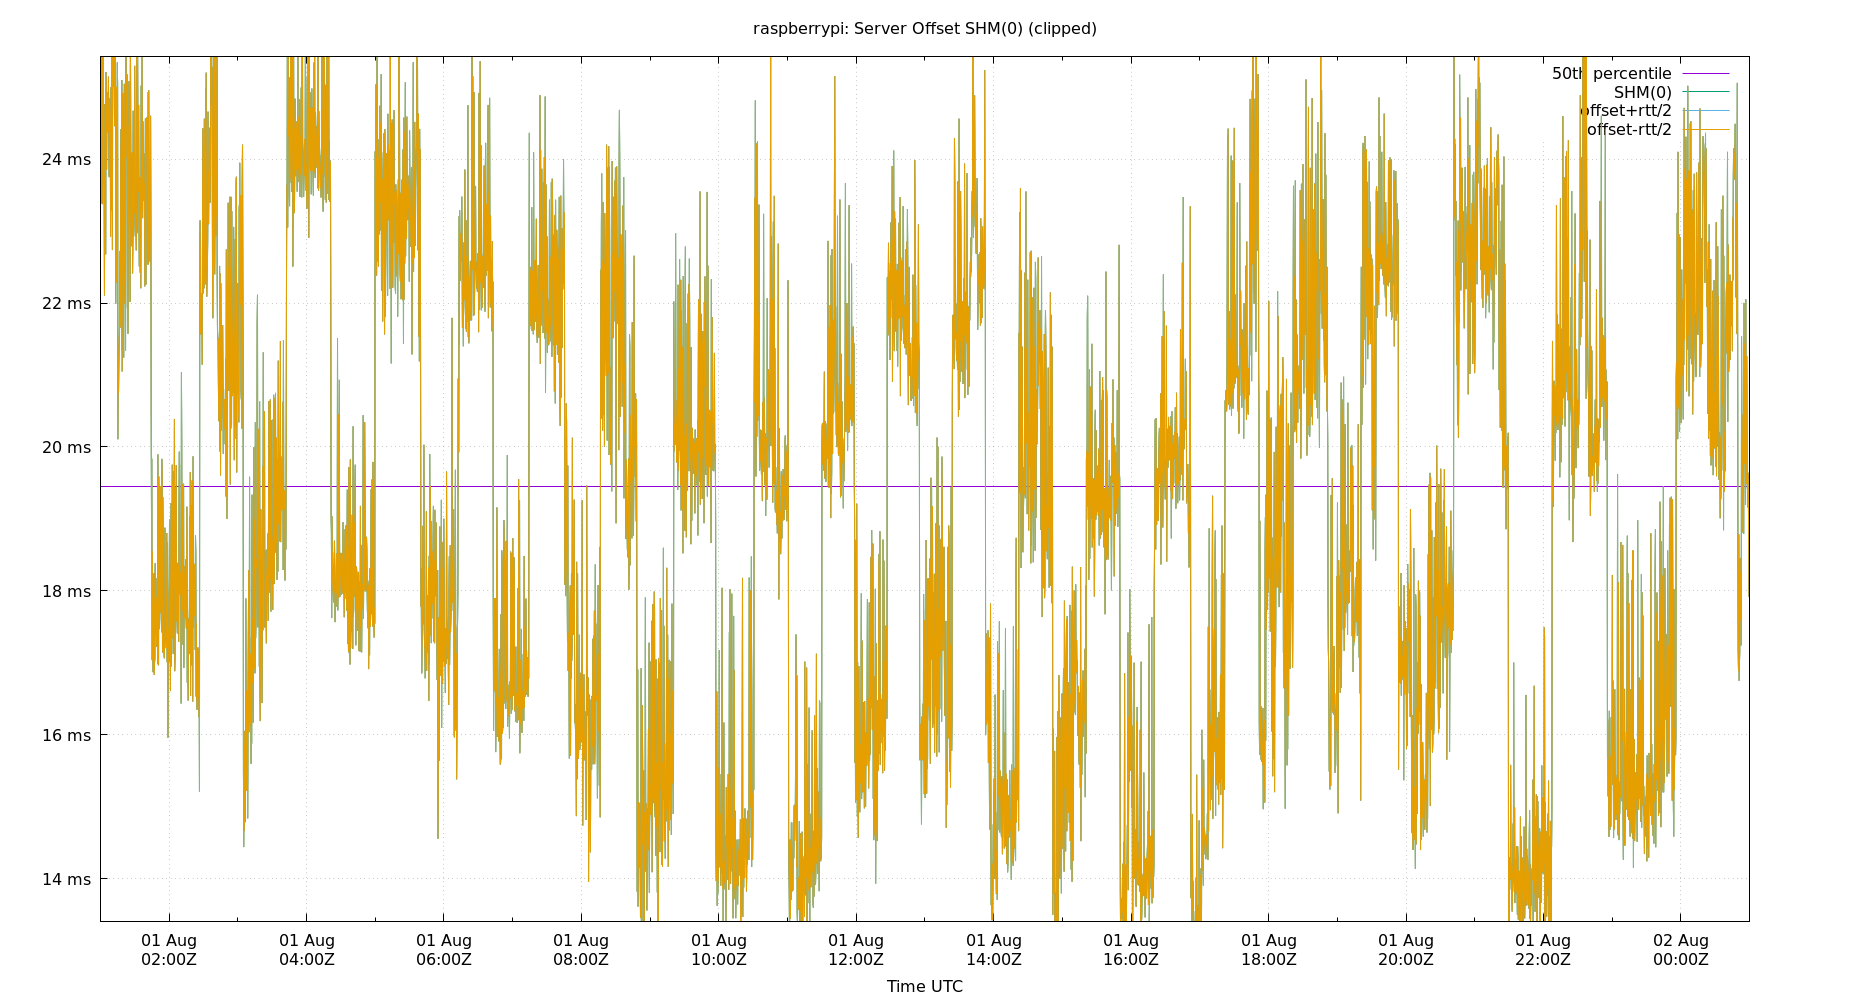 raspberrypi: Server Offset SHM(0) (clipped)
50th percentile
SHM(0)
offset+rtt/2
offset-rtt/2
24 ms
22 ms
20 ms
18 ms
16 ms
14 ms
01 Aug 01 Aug 01 Aug 01 Aug 01 Aug 01 Aug 01 Aug 01 Aug 01 Aug 01 Aug 01 Aug 02 Aug
02:00Z 04:00Z 06:00Z 08:00Z 10:00Z 12:00Z 14:00Z 16:00Z 18:00Z 20:00Z 22:00Z 00:00Z
Time UTC